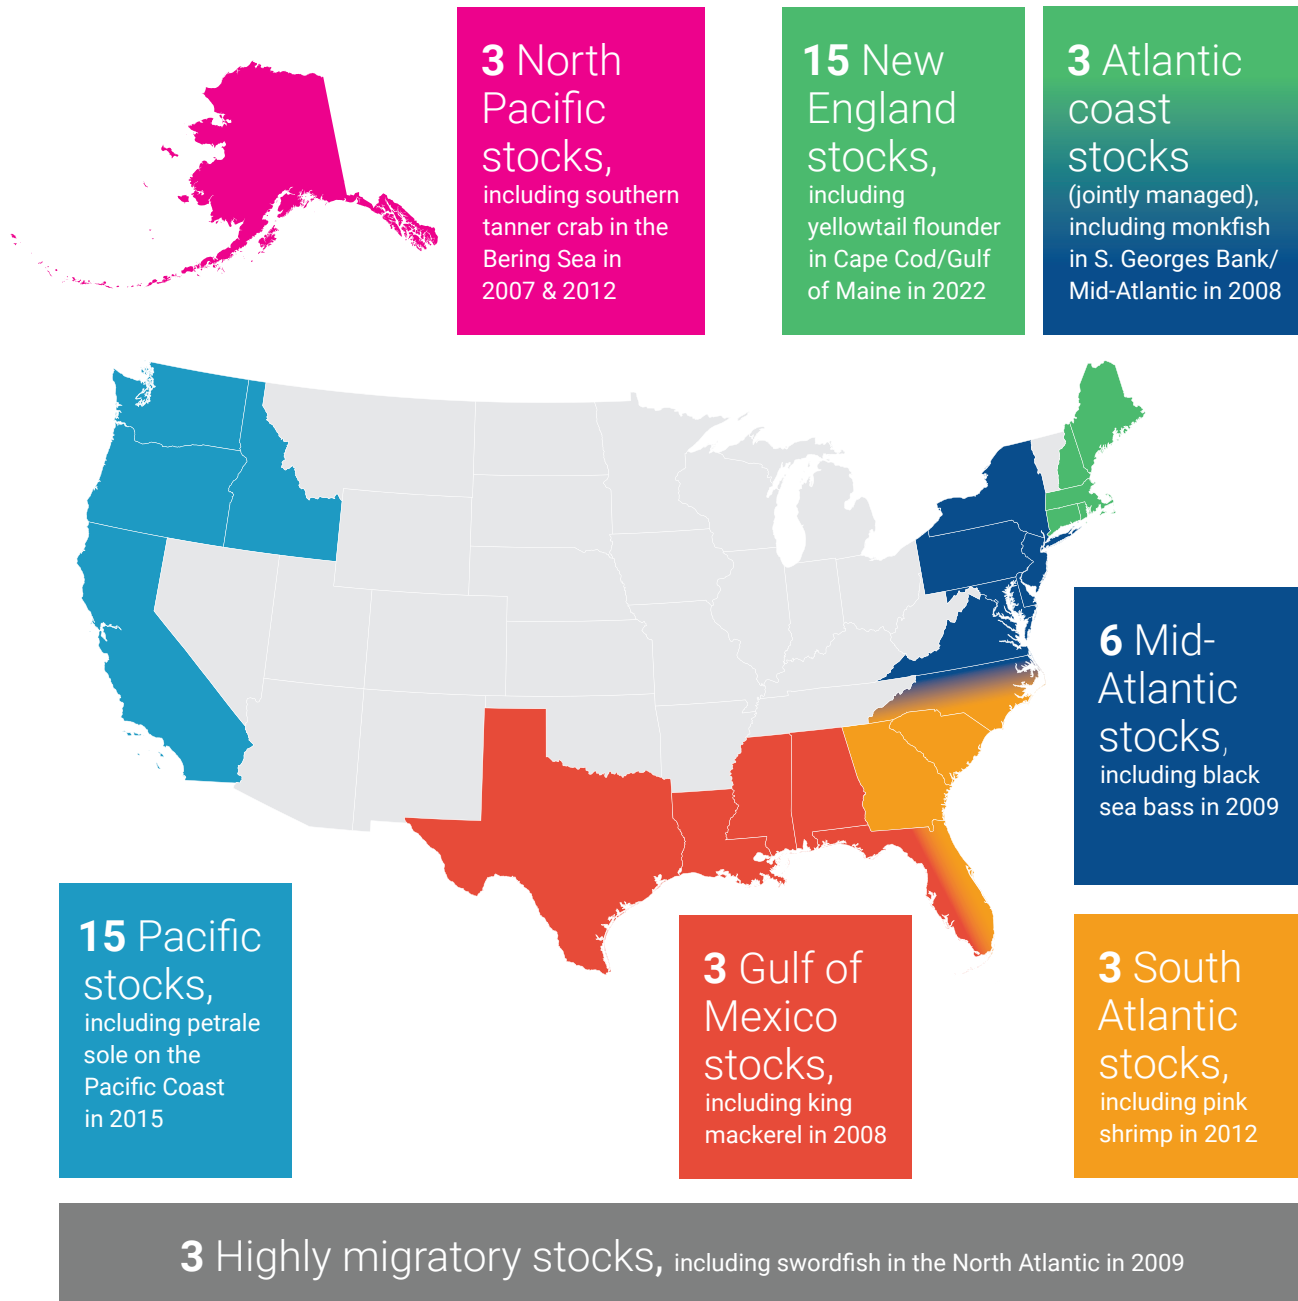 3 North
Pacific
stocks,
including southern
tanner crab in the
Bering Sea in
2007 & 2012
15 New
England
stocks,
including
yellowtail flounder
in Cape Cod/Gulf
of Maine in 2022
3 Atlantic
coast
stocks
(jointly managed),
including monkfish
in S. Georges Bank/
Mid-Atlantic in 2008
6 Mid-
Atlantic
stocks,
including black
sea bass in 2009
15 Pacific
stocks,
including petrale
sole on the
Pacific Coast
in 2015
3 Gulf of
Mexico
stocks,
including king
mackerel in 2008
3 South
Atlantic
stocks,
including pink
shrimp in 2012
3 Highly migratory stocks, including swordfish in the North Atlantic in 2009